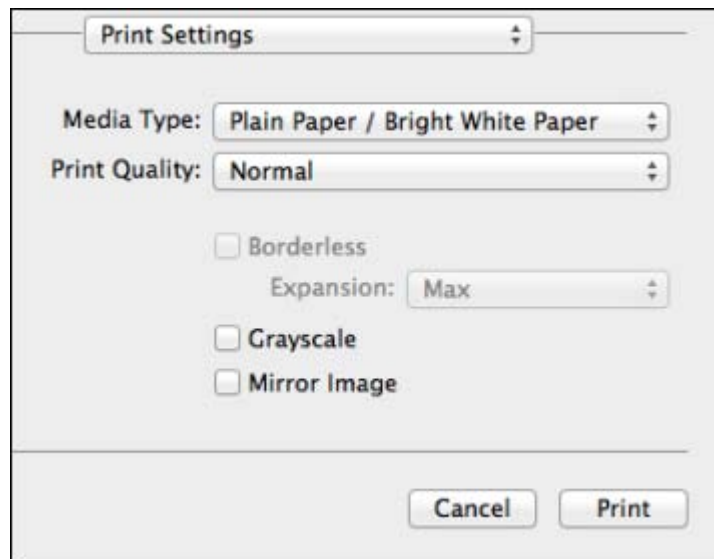 Print Settings
Media Type: Plain Paper / Bright White Paper
Print Quality: Normal
Borderless
Expansion: Max
Grayscale
Mirror Image
Cancel Print